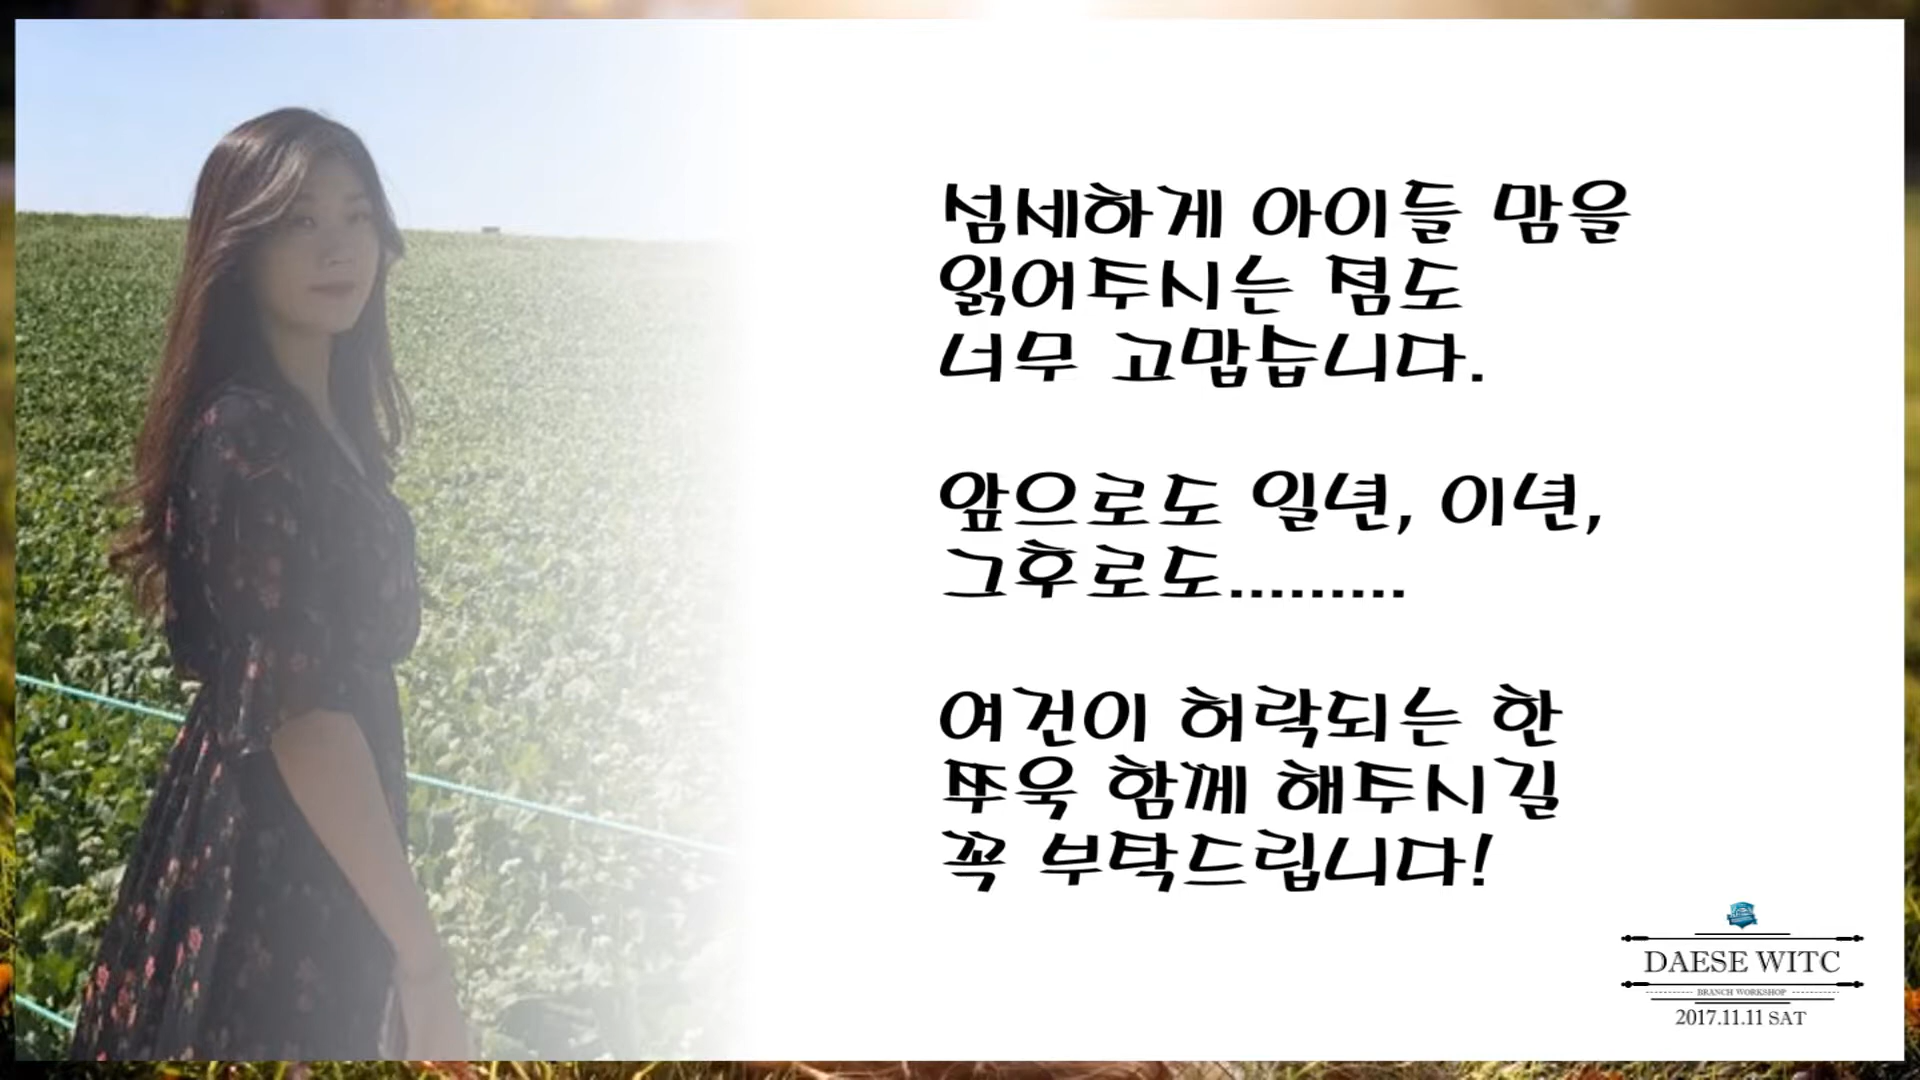 섬세하게 아이들 맘을
읽어주시는 점도
너무 고맙습니다.
앞으로도 일년, 이년,
그후로도.........
여건이 허락되는 한
쭈욱 함께 해주시길
꼭 부탁드립니다!
DAESE WITC
BRANCH WORKSHOP
2017.11.11 SAT